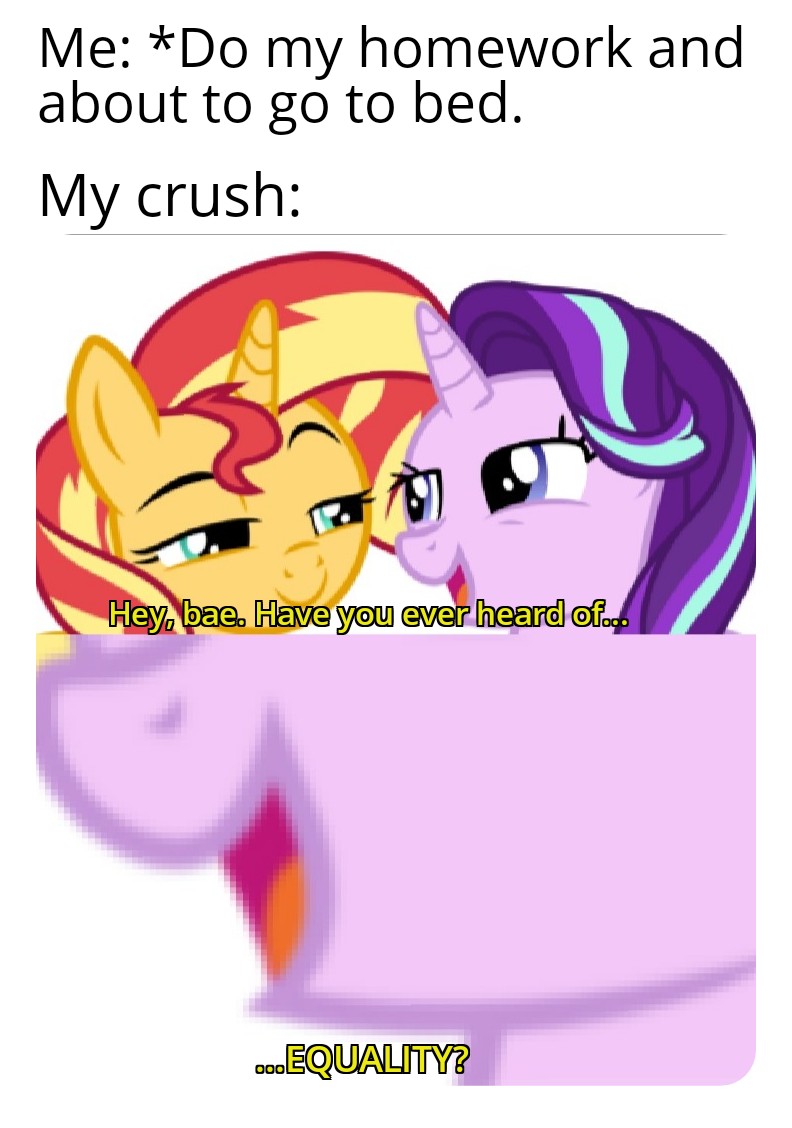 Me: *Do my homework and
about to go to bed.
My crush:
Hey, bae. Have you ever heard of...
...EQUALITY?